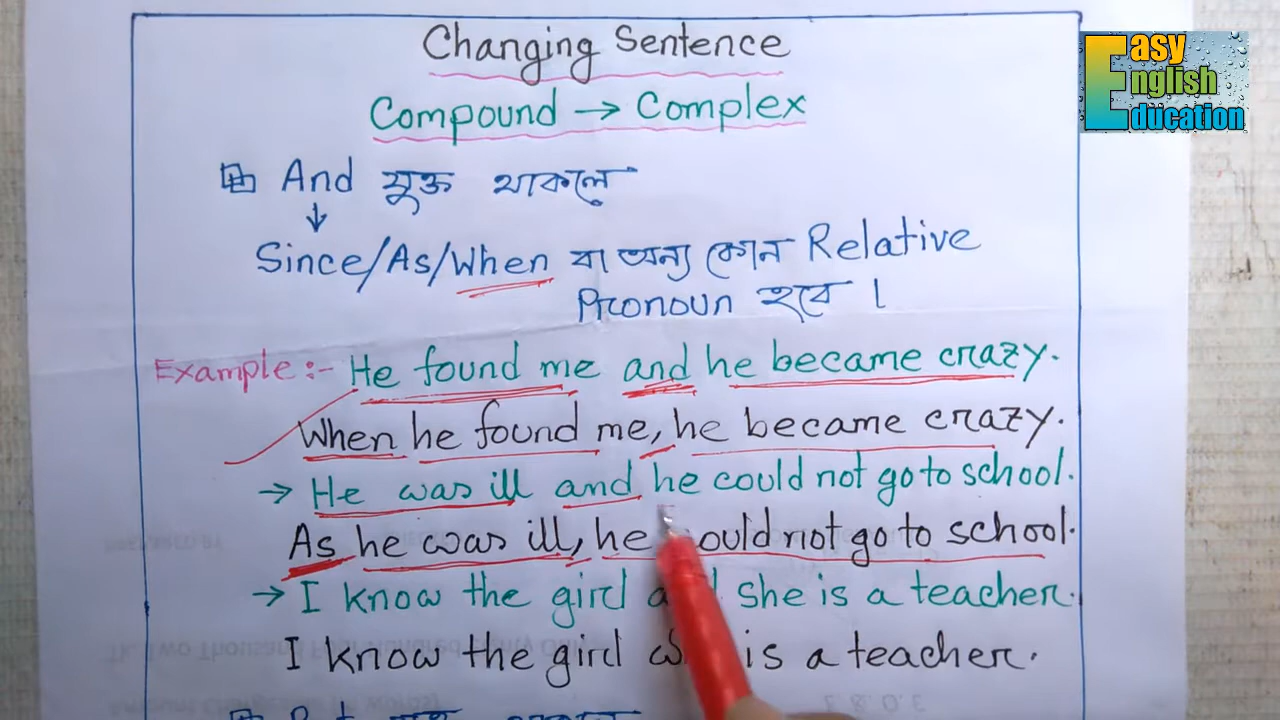 Changing Sentence
Compound → Complex
Easy
English
Education
And যুক্ত থাকলে
↓
Since/As/When বা অন্য কোন Relative
Pronoun হবে ।
Example:- He found me and he became crazy.
When he found me, he became crazy.
→ He was ill and he could not go to school.
As he was ill, he could not go to school.
→ I know the girl she is a teacher.
I know the girl is a teacher.